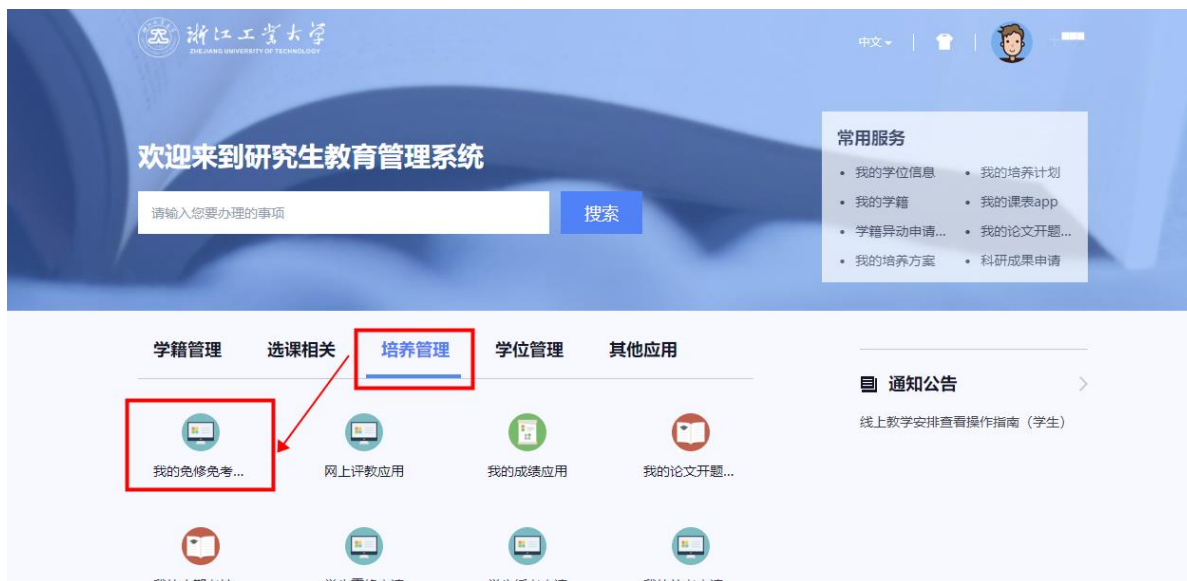 浙江工业大学
ZHEJIANG UNIVERSITY OF TECHNOLOGY
中文
欢迎来到研究生教育管理系统
请输入您要办理的事项
搜索
常用服务
我的学位信息 我的培养计划
我的学籍 我的课表app
学籍异动申请... 我的论文开题...
我的培养方案 科研成果申请
学籍管理 选课相关 培养管理 学位管理 其他应用
我的免修免考... 网上评教应用 我的成绩应用 我的论文开题...
通知公告
线上教学安排查看操作指南（学生）